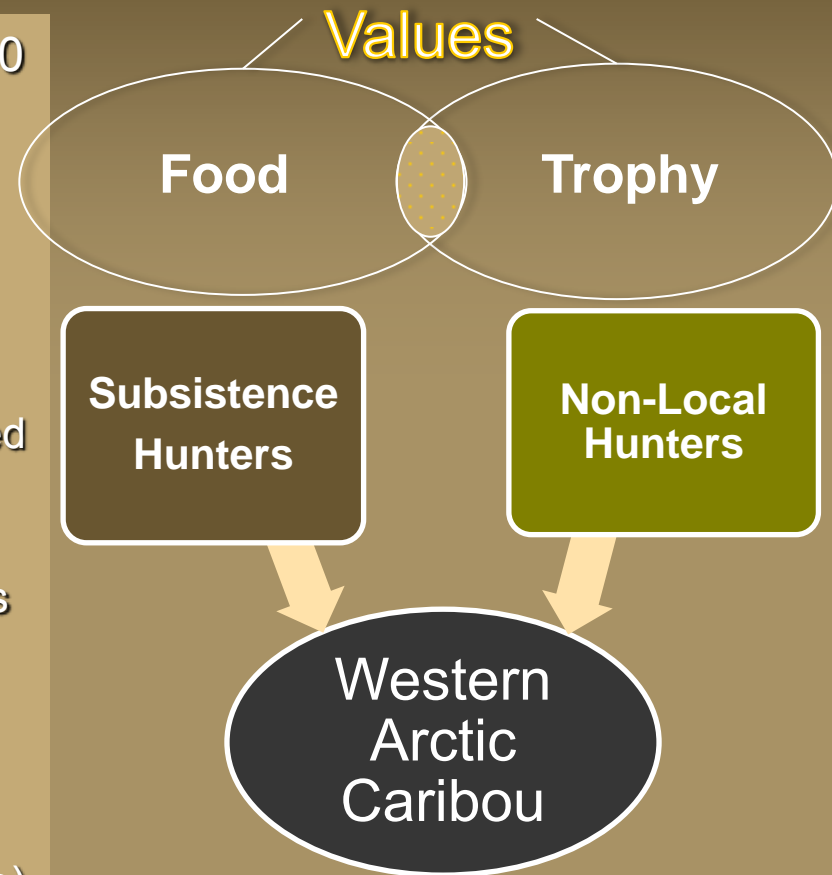 Values
Food
Trophy
Subsistence
Hunters
Non-Local
Hunters
Western
Arctic
Caribou